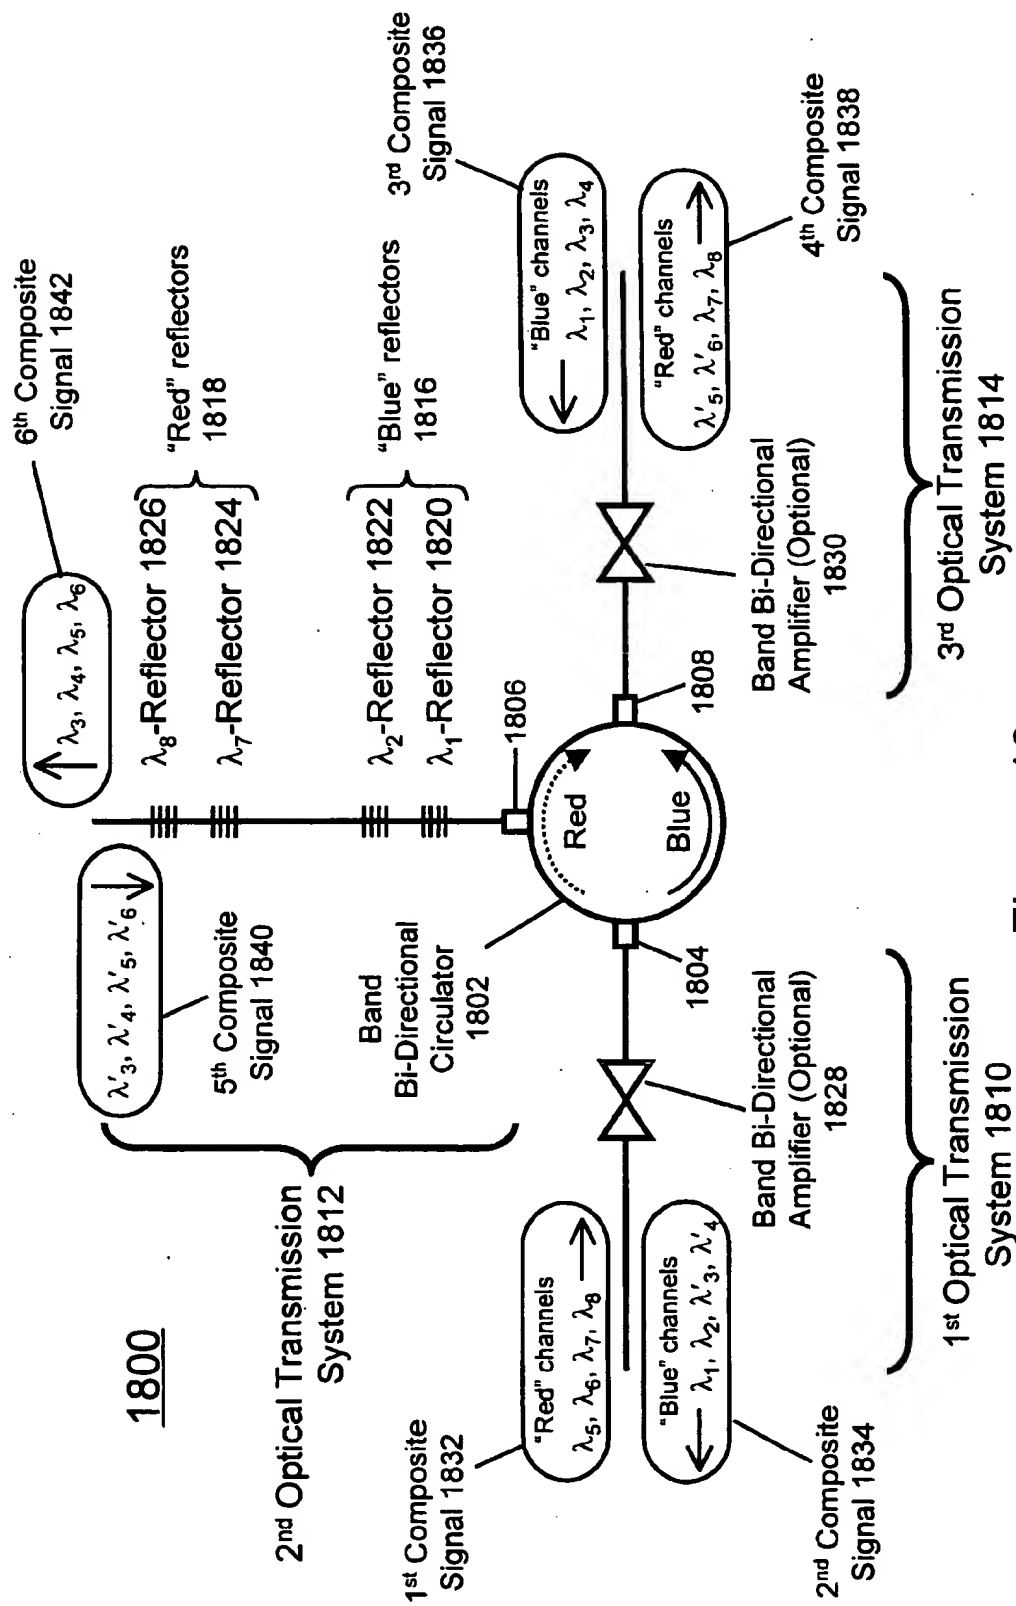 1800
2nd Optical Transmission
System 1812
1st Composite
Signal 1832
"Red" channels
λ5, λ6, λ7, λ8
"Blue" channels
λ1, λ2, λ'3, λ'4
2nd Composite
Signal 1834
λ'3, λ'4, λ'5, λ'6
5th Composite
Signal 1840
Band
Bi-Directional
Circulator
1802
Band Bi-Directional
Amplifier (Optional)
1828
1st Optical Transmission
System 1810
1804
Red
Blue
1806
1808
6th Composite
Signal 1842
λ3, λ4, λ5, λ6
λ8-Reflector 1826
λ7-Reflector 1824
"Red" reflectors
1818
λ2-Reflector 1822
λ1-Reflector 1820
"Blue" reflectors
1816
3rd Composite
Signal 1836
"Blue" channels
λ1, λ2, λ3, λ4
"Red" channels
λ'5, λ'6, λ7, λ8
4th Composite
Signal 1838
Band Bi-Directional
Amplifier (Optional)
1830
3rd Optical Transmission
System 1814